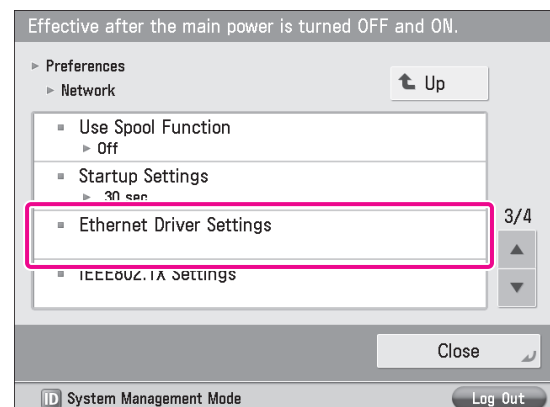 Effective after the main power is turned OFF and ON.
Preferences
Network
Up
Use Spool Function
Off
Startup Settings
30 sec
Ethernet Driver Settings
3/4
IEEE802.1X Settings
Close
ID System Management Mode
Log Out